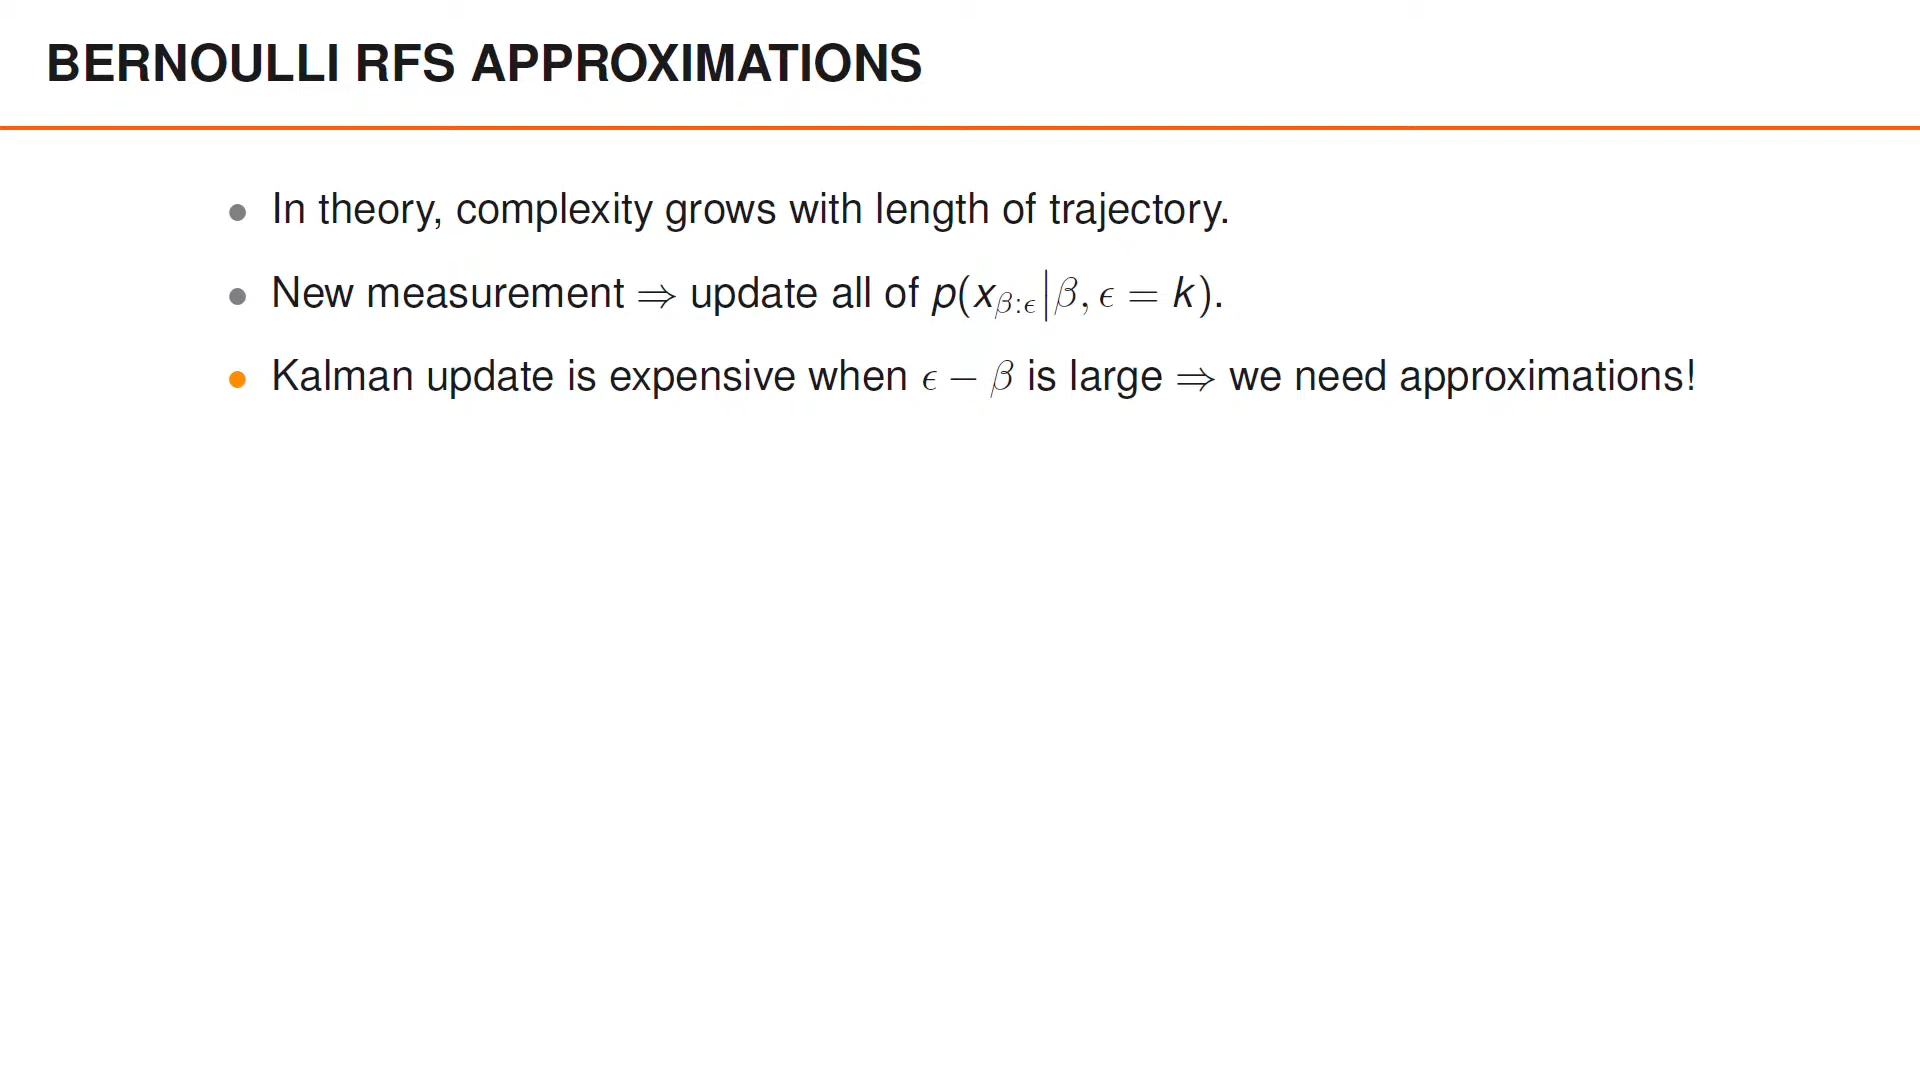 BERNOULLI RFS APPROXIMATIONS
• In theory, complexity grows with length of trajectory.
• New measurement ⇒ update all of p(x_{β:ϵ}|β, ϵ = k).
• Kalman update is expensive when ϵ − β is large ⇒ we need approximations!